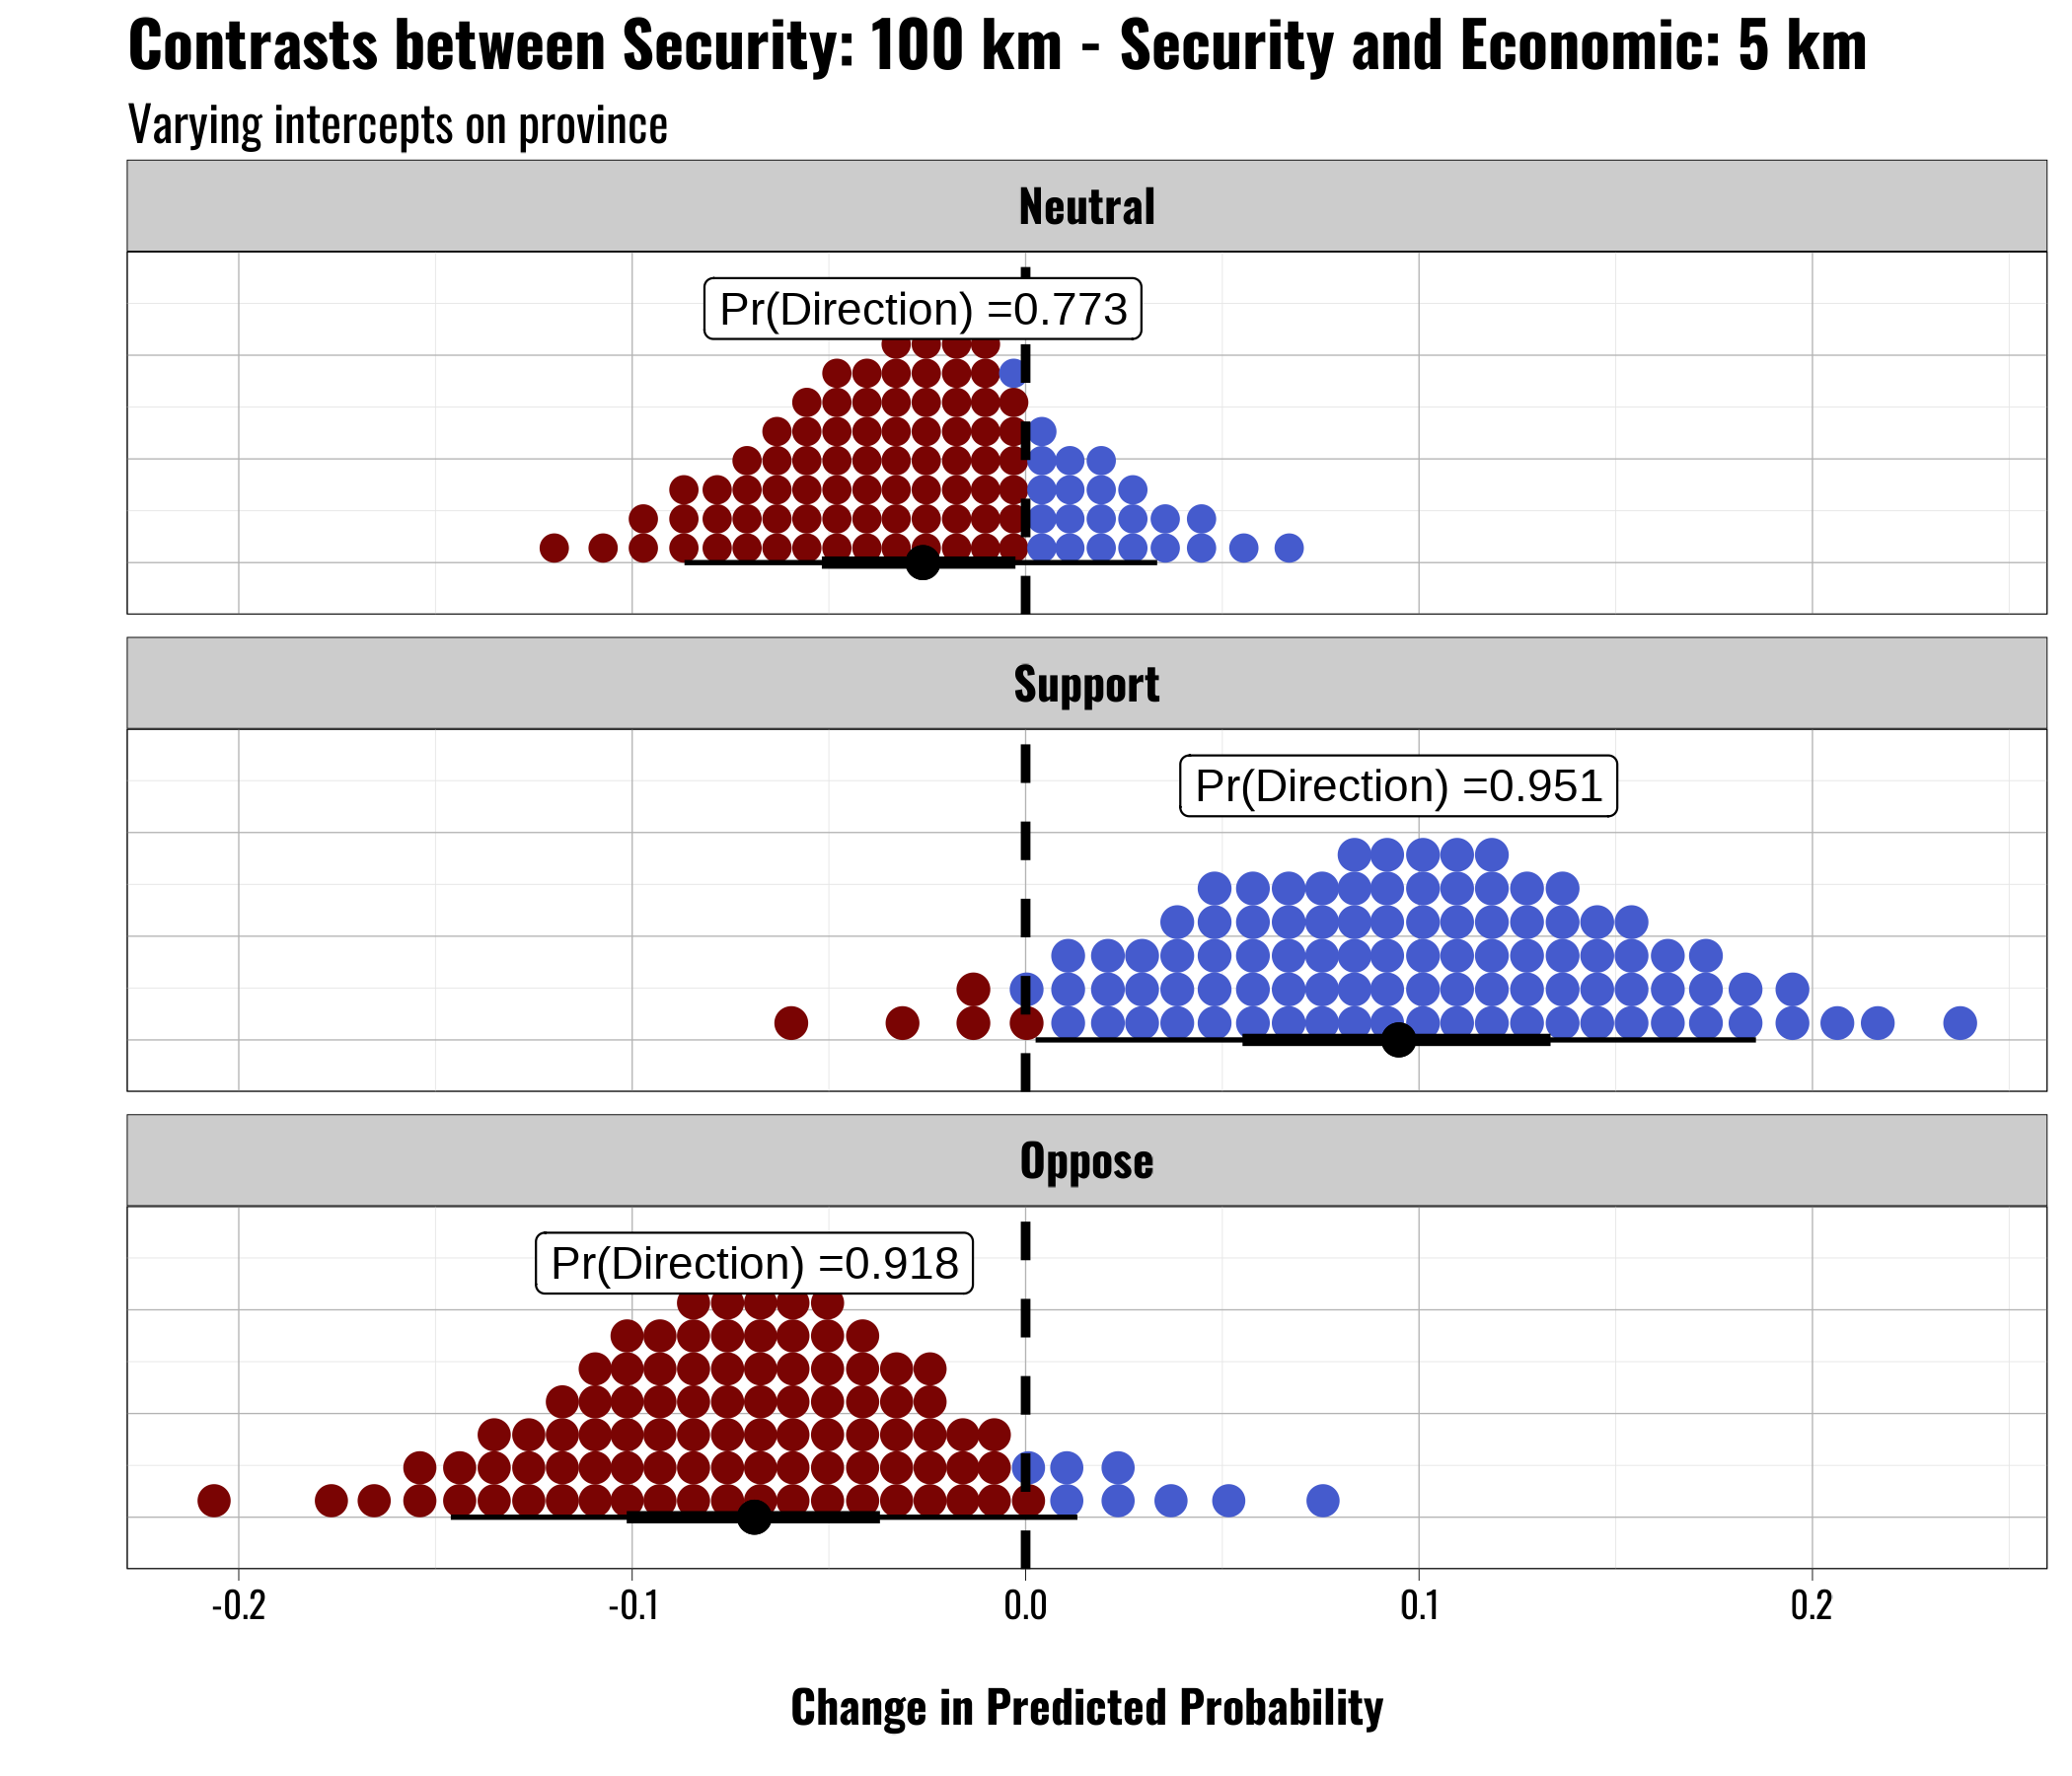 Contrasts between Security: 100 km - Security and Economic: 5 km
Varying intercepts on province
Neutral
Pr(Direction) =0.773
Support
Pr(Direction) =0.951
Oppose
Pr(Direction) =0.918
-0.2 -0.1 0.0 0.1 0.2
Change in Predicted Probability